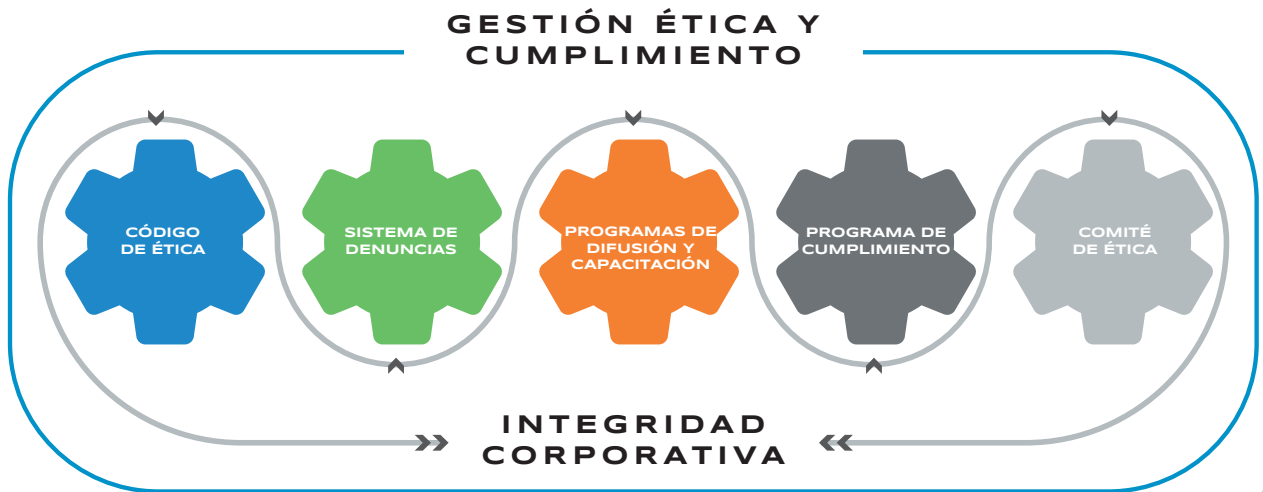 GESTIÓN ÉTICA Y
CUMPLIMIENTO
CÓDIGO
DE ÉTICA
SISTEMA DE
DENUNCIAS
PROGRAMAS DE
DIFUSIÓN Y
CAPACITACIÓN
PROGRAMA DE
CUMPLIMIENTO
COMITÉ
DE ÉTICA
INTEGRIDAD
CORPORATIVA